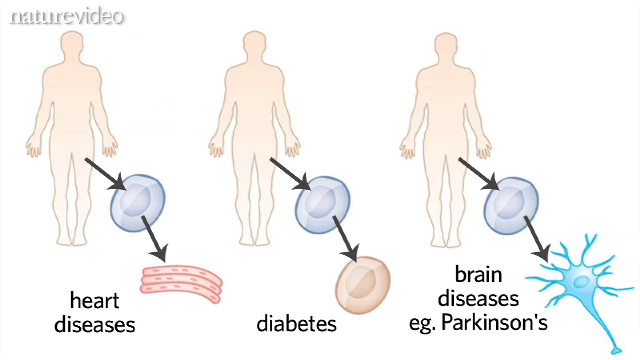 naturevideo
heart
diseases
diabetes
brain
diseases
eg. Parkinson's